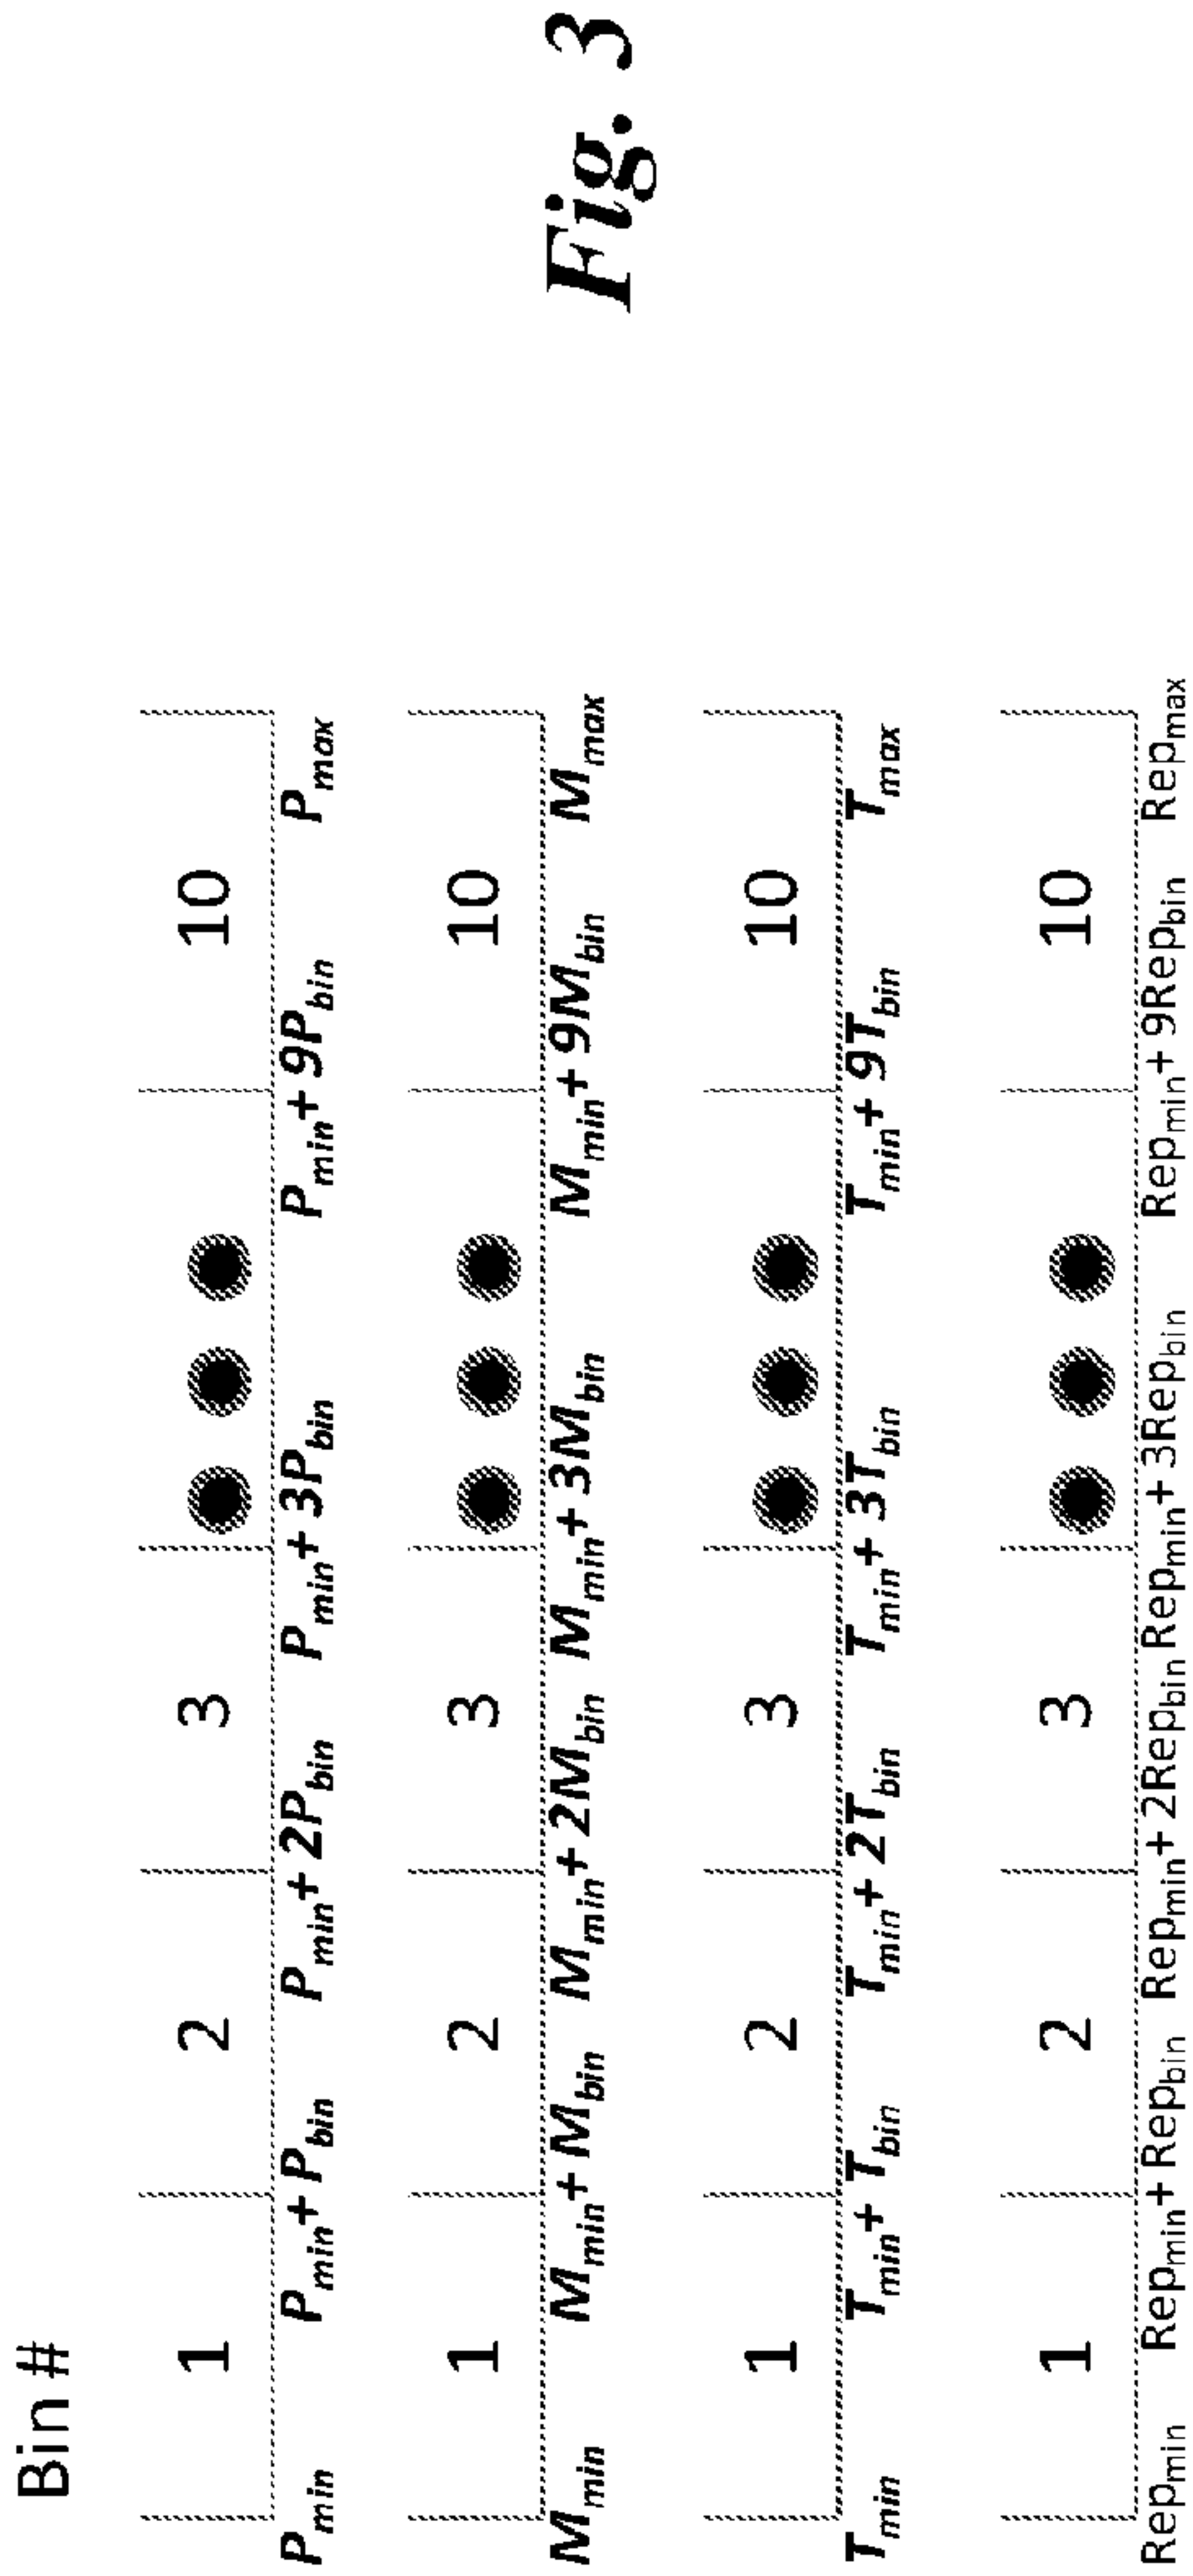 Bin #
1 2 3 10
P_min P_min + P_bin P_min + 2P_bin P_min + 3P_bin P_min + 9P_bin P_max
1 2 3 10
M_min M_min + M_bin M_min + 2M_bin M_min + 3M_bin M_min + 9M_bin M_max
1 2 3 10
T_min T_min + T_bin T_min + 2T_bin T_min + 3T_bin T_min + 9T_bin T_max
1 2 3 10
Rep_min Rep_min + Rep_bin Rep_min + 2Rep_bin Rep_min + 3Rep_bin Rep_min + 9Rep_bin Rep_max
Fig. 3